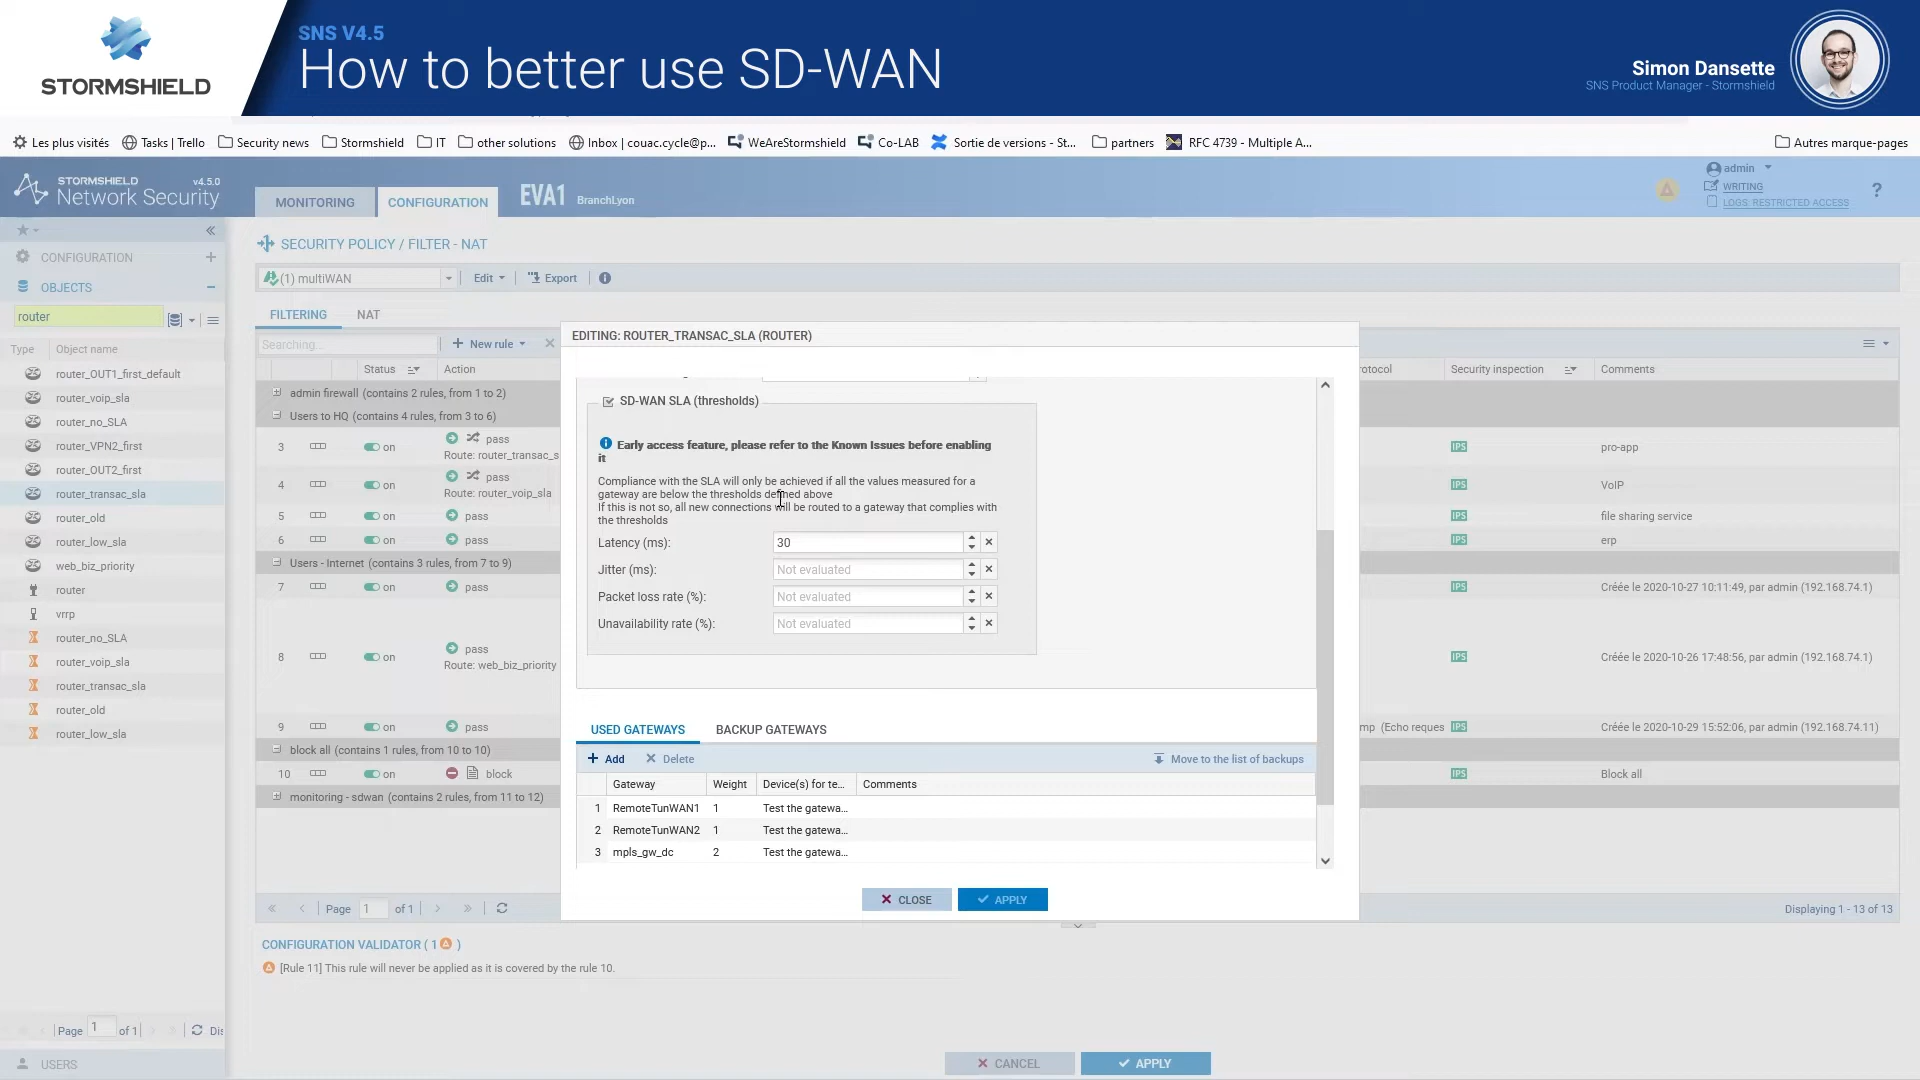 STORMSHIELD
SNS V4.5
How to better use SD-WAN
Simon Dansette
SNS Product Manager - Stormshield
Les plus visités Tasks | Trello Security news Stormshield IT other solutions Inbox | couac.cycle@p... WeAreStormshield Co-LAB Sortie de versions - St... partners RFC 4739 - Multiple A... Autres marque-pages
STORMSHIELD v4.5.0
Network Security
MONITORING CONFIGURATION EVA1 BranchLyon
admin
WRITING
LOGS: RESTRICTED ACCESS
?
CONFIGURATION
OBJECTS
router
Type Object name
router_OUT1_first_default
router_voip_sla
router_no_SLA
router_VPN2_first
router_OUT2_first
router_transac_sla
router_old
router_low_sla
web_biz_priority
router
vrrp
router_no_SLA
router_voip_sla
router_transac_sla
router_old
router_low_sla
Page 1 of 1 Dis
USERS
SECURITY POLICY / FILTER - NAT
(1) multiWAN Edit Export
FILTERING NAT
Searching... New rule
Status Action
otocol Security inspection Comments
admin firewall (contains 2 rules, from 1 to 2)
Users to HQ (contains 4 rules, from 3 to 6)
3 on pass
Route: router_transac_s
IPS pro-app
4 on pass
Route: router_voip_sla
IPS VoIP
5 on pass IPS file sharing service
6 on pass IPS erp
Users - Internet (contains 3 rules, from 7 to 9)
7 on pass IPS Créée le 2020-10-27 10:11:49, par admin (192.168.74.1)
8 on pass
Route: web_biz_priority
IPS Créée le 2020-10-26 17:48:56, par admin (192.168.74.1)
9 on pass mp (Echo reques IPS Créée le 2020-10-29 15:52:06, par admin (192.168.74.11)
block all (contains 1 rules, from 10 to 10)
10 on block IPS Block all
monitoring - sdwan (contains 2 rules, from 11 to 12)
Page 1 of 1 Displaying 1 - 13 of 13
EDITING: ROUTER_TRANSAC_SLA (ROUTER)
SD-WAN SLA (thresholds)
Early access feature, please refer to the Known Issues before enabling
it
Compliance with the SLA will only be achieved if all the values measured for a
gateway are below the thresholds defined above
If this is not so, all new connections will be routed to a gateway that complies with
the thresholds
Latency (ms): 30
Jitter (ms): Not evaluated
Packet loss rate (%): Not evaluated
Unavailability rate (%): Not evaluated
USED GATEWAYS BACKUP GATEWAYS
Add Delete Move to the list of backups
Gateway Weight Device(s) for te... Comments
1 RemoteTunWAN1 1 Test the gatewa...
2 RemoteTunWAN2 1 Test the gatewa...
3 mpls_gw_dc 2 Test the gatewa...
CLOSE APPLY
CONFIGURATION VALIDATOR ( 1 )
[Rule 11] This rule will never be applied as it is covered by the rule 10.
CANCEL APPLY